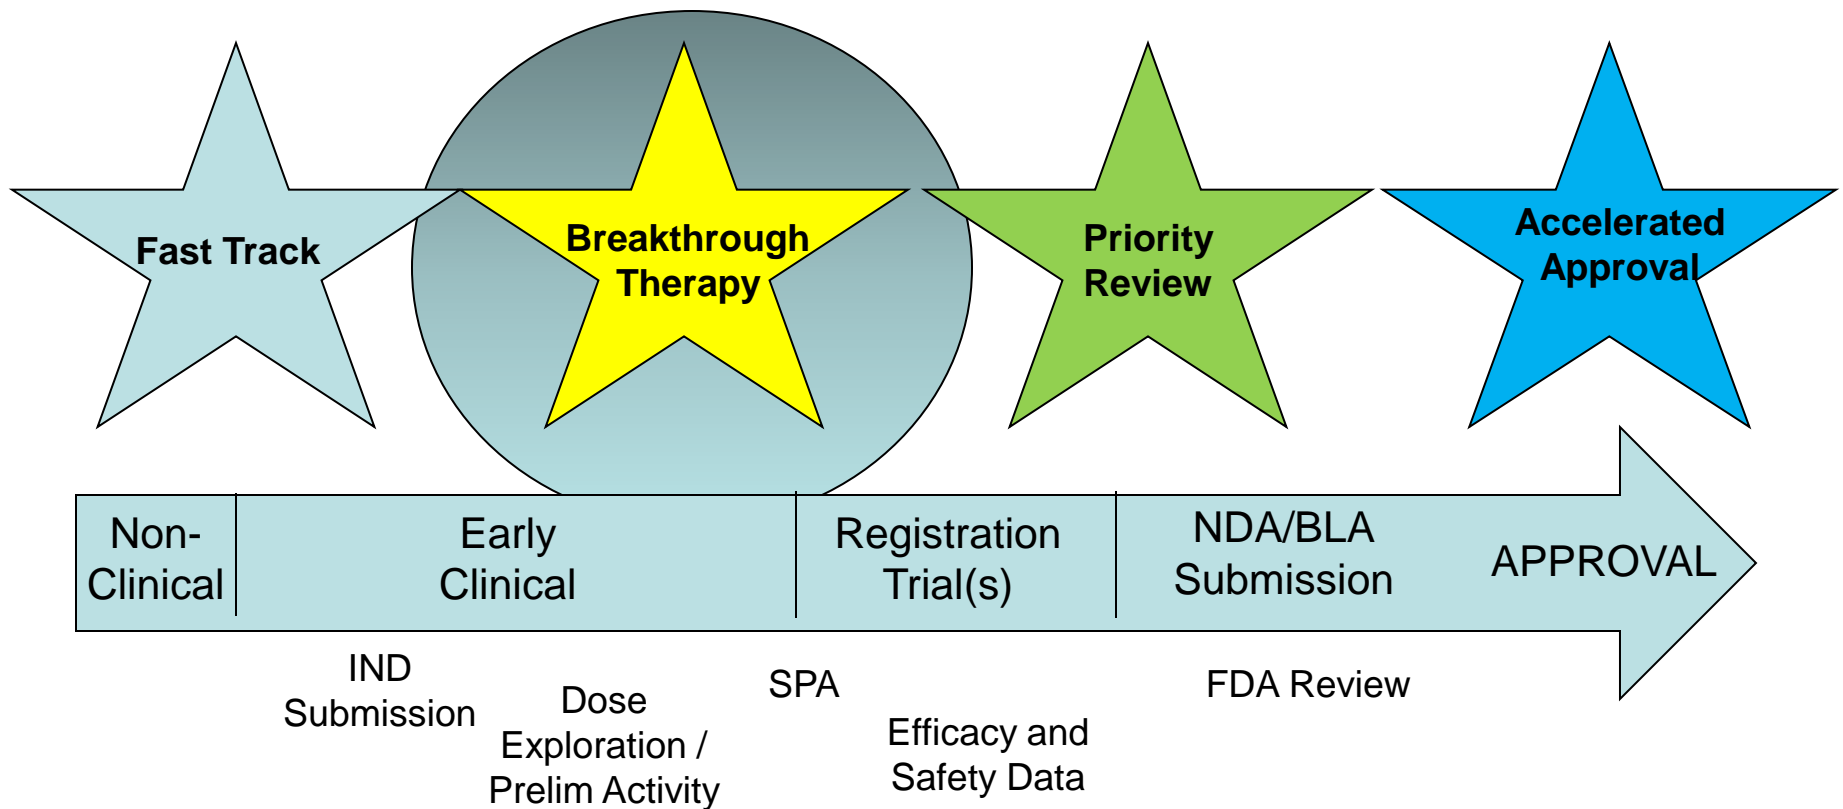 Fast Track
Breakthrough
Therapy
Priority
Review
Accelerated
Approval
Non-
Clinical
Early
Clinical
Registration
Trial(s)
NDA/BLA
Submission
APPROVAL
IND
Submission
Dose
Exploration /
Prelim Activity
SPA
Efficacy and
Safety Data
FDA Review